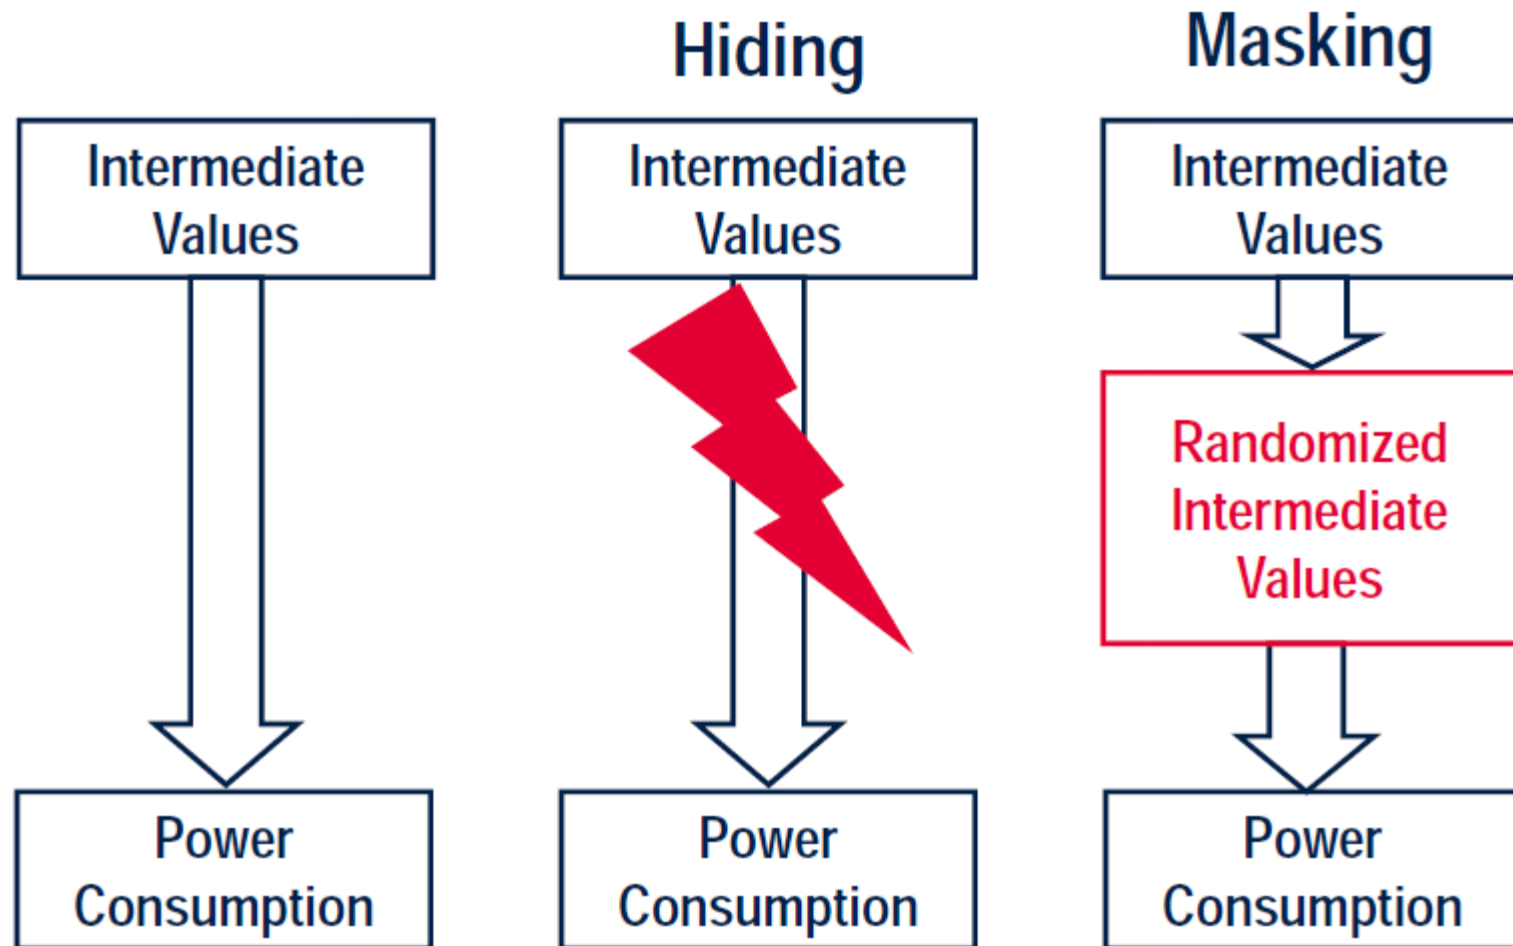 Hiding
Masking
Intermediate
Values
Intermediate
Values
Intermediate
Values
Randomized
Intermediate
Values
Power
Consumption
Power
Consumption
Power
Consumption